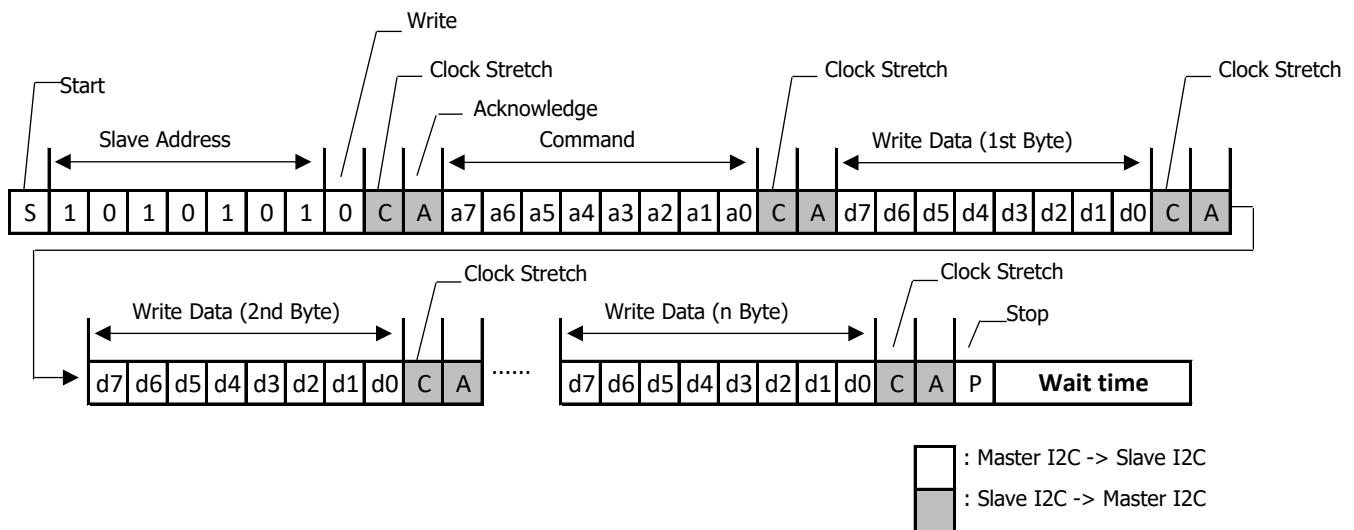 Write
Clock Stretch
Clock Stretch
Clock Stretch
Start
Acknowledge
Slave Address
Command
Write Data (1st Byte)
S 1 0 1 0 1 0 1 0 C A a7 a6 a5 a4 a3 a2 a1 a0 C A d7 d6 d5 d4 d3 d2 d1 d0 C A
Clock Stretch
Clock Stretch
Write Data (2nd Byte)
Write Data (n Byte)
Stop
d7 d6 d5 d4 d3 d2 d1 d0 C A ...... d7 d6 d5 d4 d3 d2 d1 d0 C A P Wait time
: Master I2C -> Slave I2C
: Slave I2C -> Master I2C